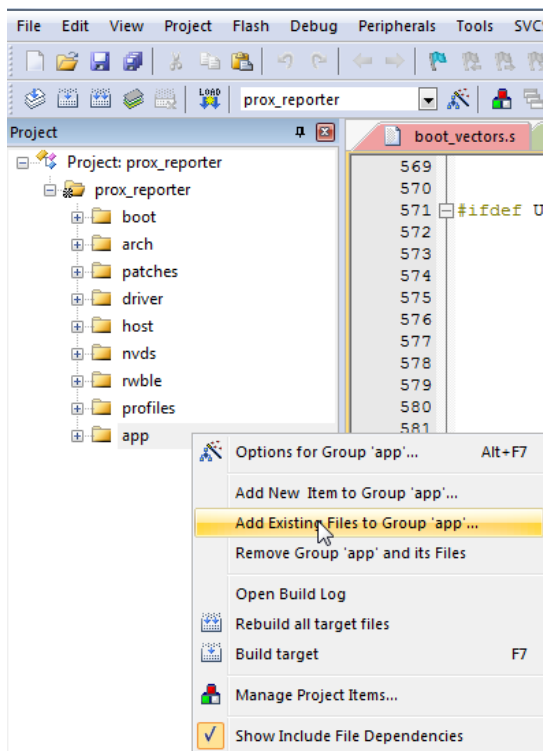 File Edit View Project Flash Debug Peripherals Tools SVCS
LOAD prox_reporter
Project
boot_vectors.s
Project: prox_reporter
prox_reporter
boot
arch
patches
driver
host
nvds
rwble
profiles
app
569
570
571 #ifdef U
572
573
574
575
576
577
578
579
580
581
Options for Group 'app'... Alt+F7
Add New Item to Group 'app'...
Add Existing Files to Group 'app'...
Remove Group 'app' and its Files
Open Build Log
Rebuild all target files
Build target F7
Manage Project Items...
Show Include File Dependencies